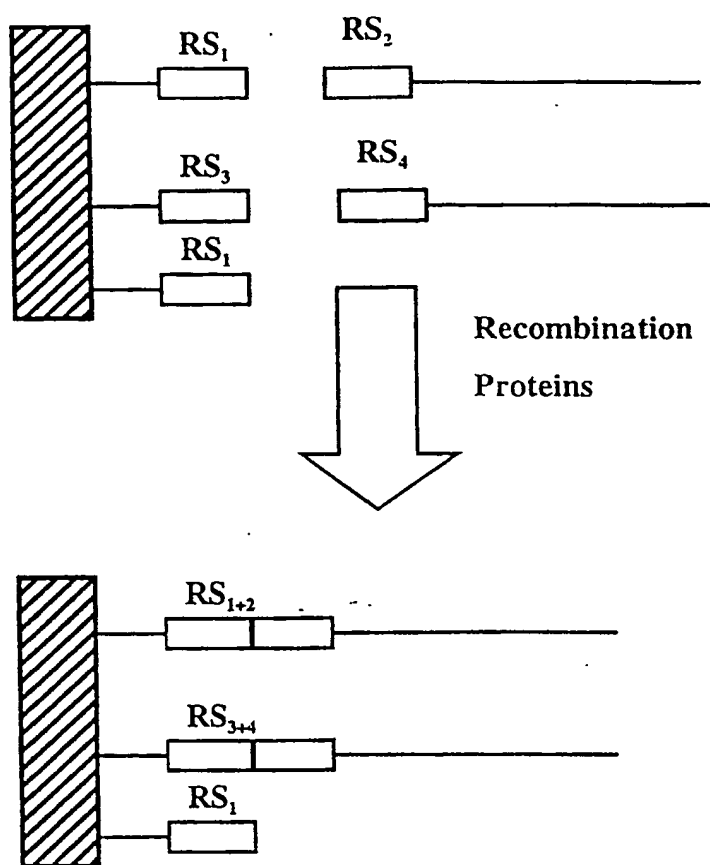 RS₁
RS₂
RS₃
RS₄
RS₁
Recombination
Proteins
RS₁₊₂
RS₃₊₄
RS₁